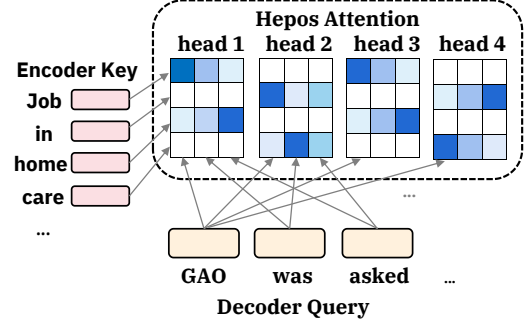 Hepos Attention
head 1 head 2 head 3 head 4
Encoder Key
Job
in
home
care
...
...
GAO was asked ...
Decoder Query